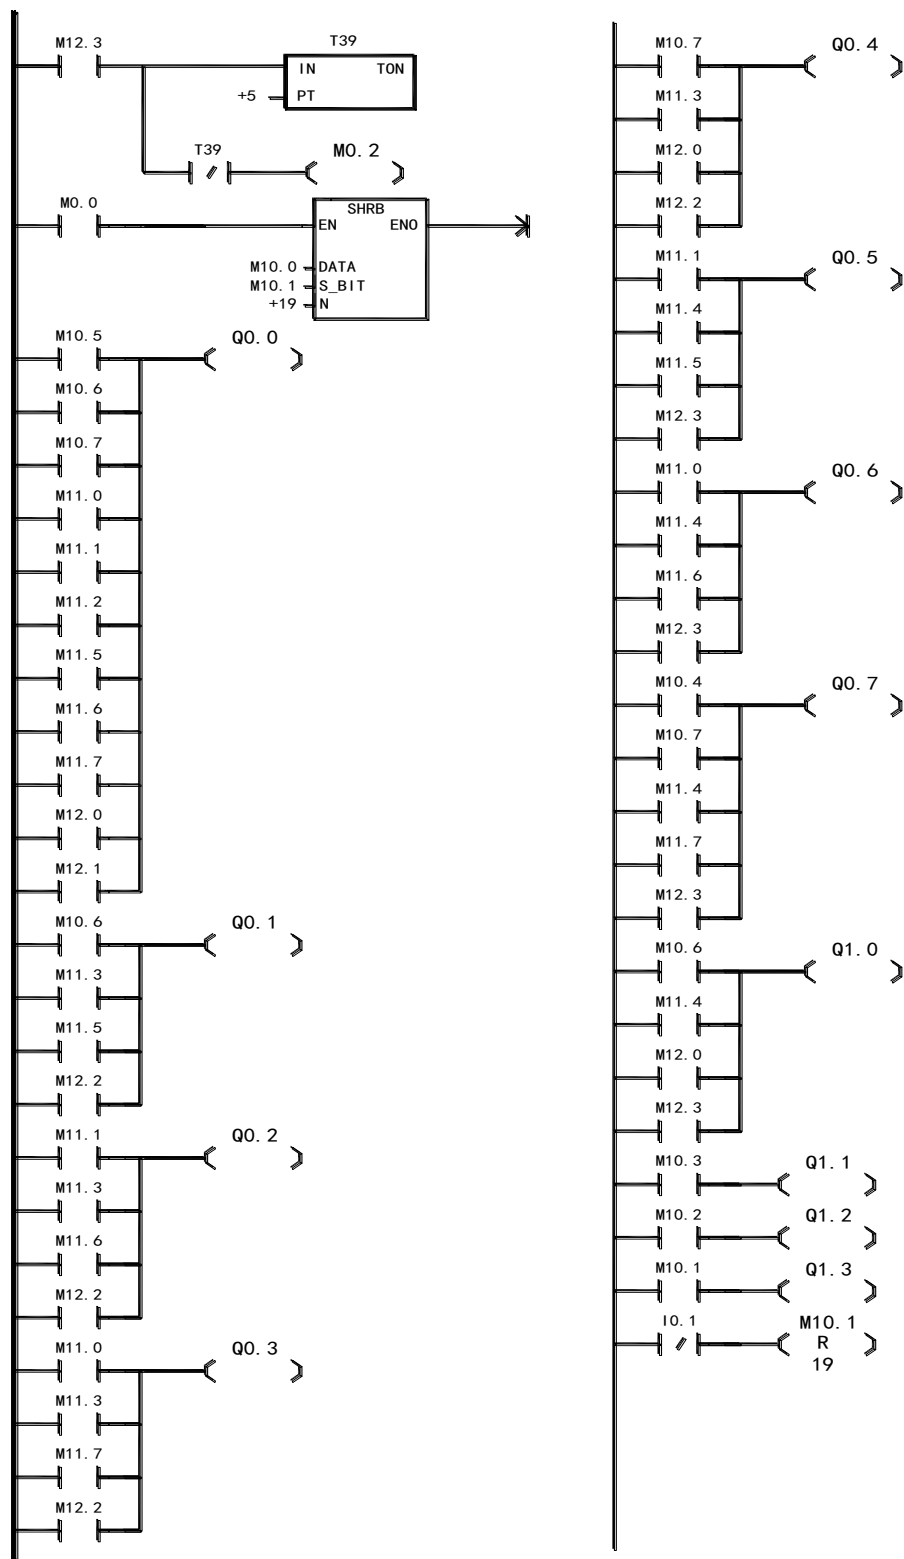 M12.3
T39
IN TON
+5 PT
T39
M0.2
M0.0
SHRB
EN ENO
M10.0 DATA
M10.1 S_BIT
+19 N
M10.5
Q0.0
M10.6
M10.7
M11.0
M11.1
M11.2
M11.5
M11.6
M11.7
M12.0
M12.1
M10.6
Q0.1
M11.3
M11.5
M12.2
M11.1
Q0.2
M11.3
M11.6
M12.2
M11.0
Q0.3
M11.3
M11.7
M12.2
M10.7
Q0.4
M11.3
M12.0
M12.2
M11.1
Q0.5
M11.4
M11.5
M12.3
M11.0
Q0.6
M11.4
M11.6
M12.3
M10.4
Q0.7
M10.7
M11.4
M11.7
M12.3
M10.6
Q1.0
M11.4
M12.0
M12.3
M10.3
Q1.1
M10.2
Q1.2
M10.1
Q1.3
I0.1
M10.1
R
19